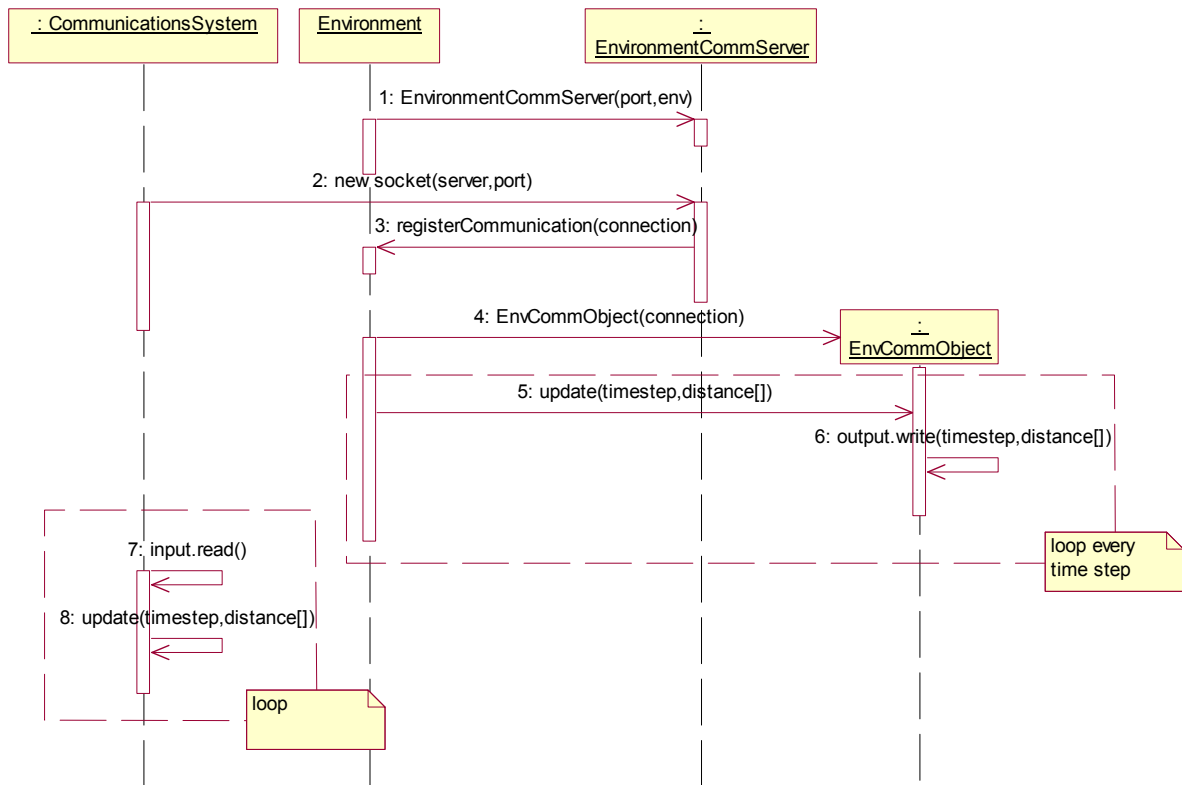 : CommunicationsSystem
Environment
:
EnvironmentCommServer
1: EnvironmentCommServer(port,env)
2: new socket(server,port)
3: registerCommunication(connection)
4: EnvCommObject(connection)
:
EnvCommObject
5: update(timestep,distance[])
6: output.write(timestep,distance[])
loop every
time step
7: input.read()
8: update(timestep,distance[])
loop